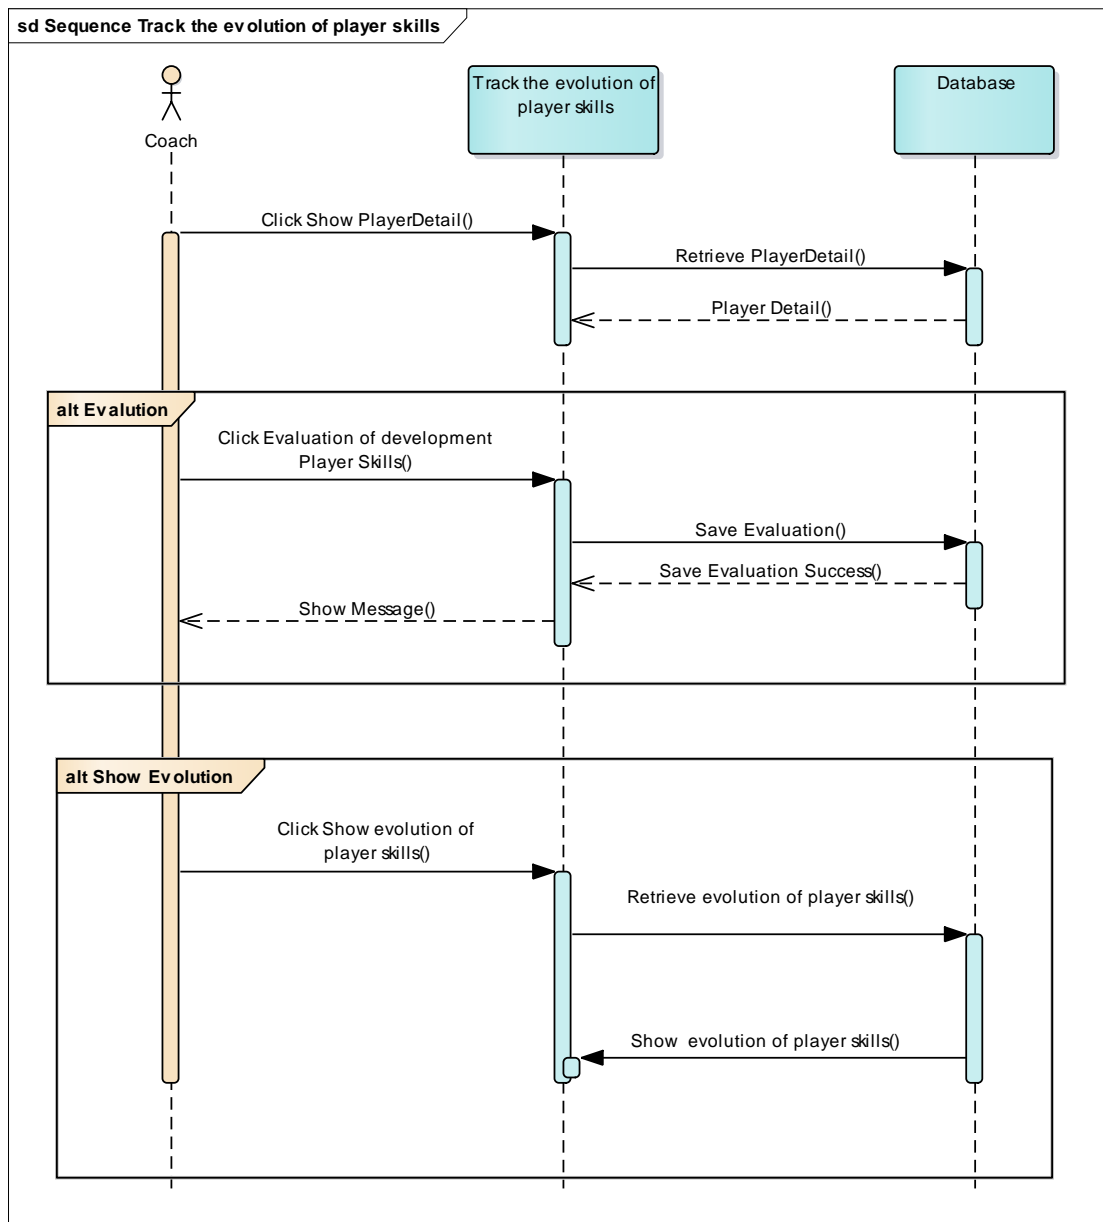 sd Sequence Track the evolution of player skills
Track the evolution of
player skills
Database
Coach
Click Show PlayerDetail()
Retrieve PlayerDetail()
Player Detail()
alt Evalution
Click Evaluation of development
Player Skills()
Save Evaluation()
Save Evaluation Success()
Show Message()
alt Show Evolution
Click Show evolution of
player skills()
Retrieve evolution of player skills()
Show evolution of player skills()